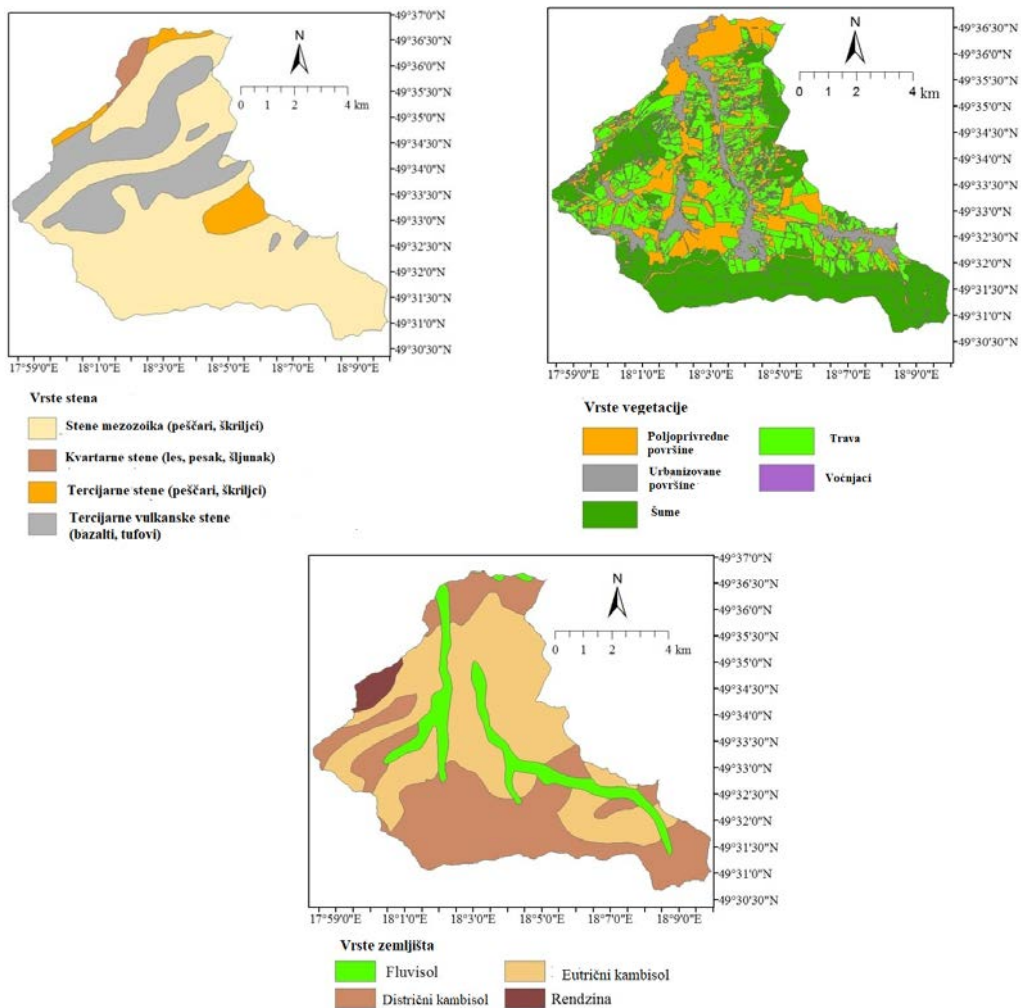 N
0 2 4 km
49°37'0"N
49°36'30"N
49°36'0"N
49°35'30"N
49°35'0"N
49°34'30"N
49°34'0"N
49°33'30"N
49°33'0"N
49°32'30"N
49°32'0"N
49°31'30"N
49°31'0"N
49°30'30"N
17°59'0"E 18°1'0"E 18°3'0"E 18°5'0"E 18°7'0"E 18°9'0"E
Vrste stena
Stene mezozoika (peščari, škriljci)
Kvartarne stene (les, pesak, šljunak)
Tercijarne stene (peščari, škriljci)
Tercijarne vulkanske stene
(bazalti, tufovi)
N
0 2 4
km
49°36'30"N
49°36'0"N
49°35'30"N
49°35'0"N
49°34'30"N
49°34'0"N
49°33'30"N
49°33'0"N
49°32'30"N
49°32'0"N
49°31'30"N
49°31'0"N
49°30'30"N
17°59'0"E 18°1'0"E 18°3'0"E 18°5'0"E 18°7'0"E 18°9'0"E
Vrste vegetacije
Poljoprivredne
površine
Urbanizovane
površine
Šume
Trava
Voćnjaci
N
0 2 4 km
49°37'0"N
49°36'30"N
49°36'0"N
49°35'30"N
49°35'0"N
49°34'30"N
49°34'0"N
49°33'30"N
49°33'0"N
49°32'30"N
49°32'0"N
49°31'30"N
49°31'0"N
49°30'30"N
17°59'0"E 18°1'0"E 18°3'0"E 18°5'0"E 18°7'0"E 18°9'0"E
Vrste zemljišta
Fluvisol
Distrični kambisol
Eutrični kambisol
Rendzina